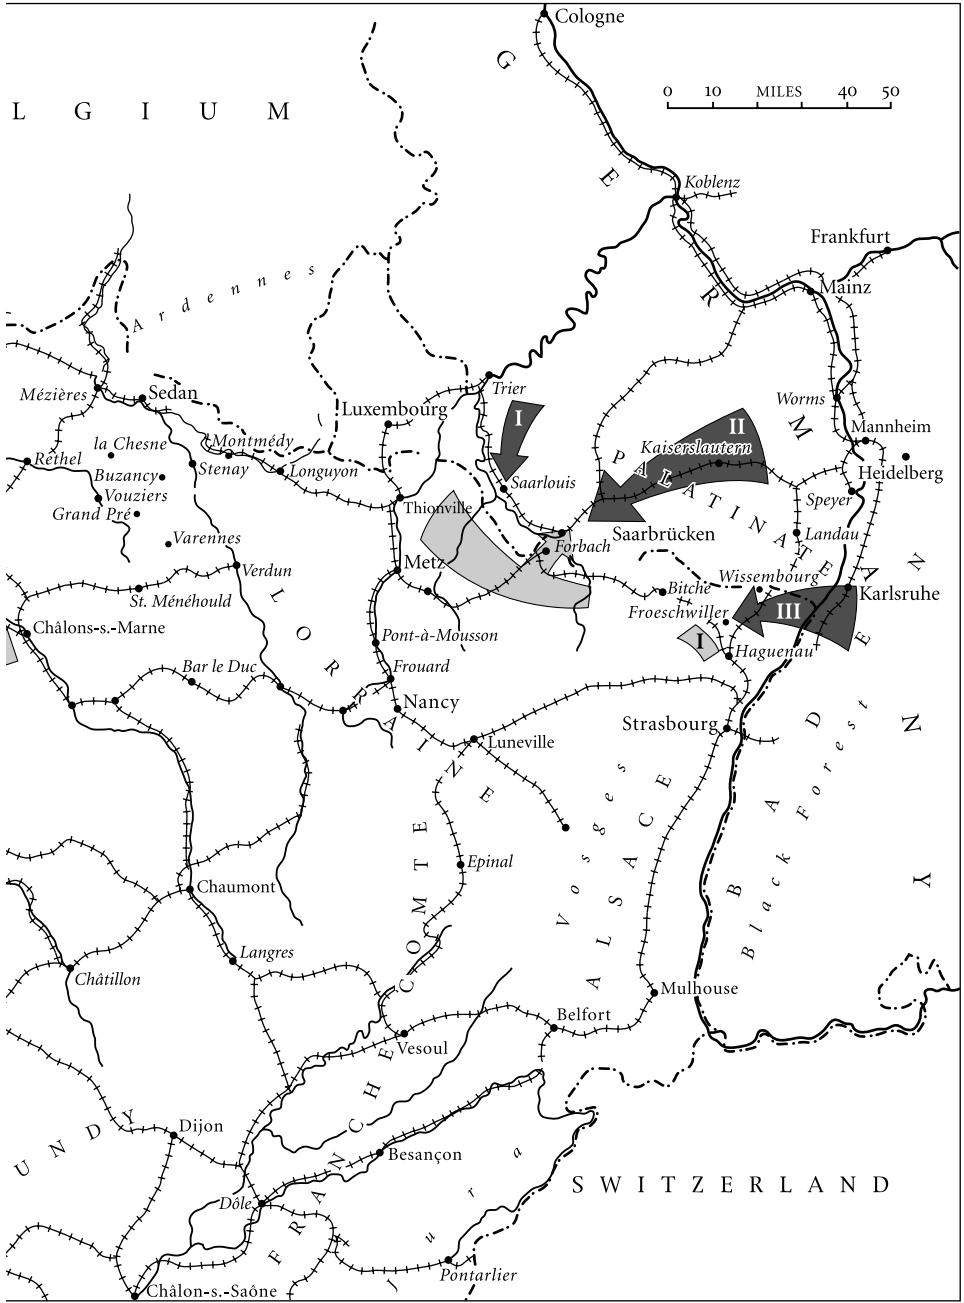 Cologne
L G I U M
0 10 MILES 40 50
G E R M A N Y
Koblenz
Frankfurt
Ardennes
Mainz
Trier
Mézières
Sedan
Luxembourg
I
II
Worms
Mannheim
la Chesne
Montmédy
Kaiserslautern
Rethel
Stenay
Longuyon
PALATINATE
Heidelberg
Buzancy
Saarlouis
Speyer
Vouziers
Thionville
Grand Pré
Saarbrücken
Landau
Varennes
Forbach
Verdun
Metz
Wissembourg
Bitche
Karlsruhe
St. Ménéhould
Froeschwiller
III
LORRAINE
Châlons-s.-Marne
Pont-à-Mousson
I
Haguenau
Bar le Duc
Frouard
Nancy
Strasbourg
Luneville
BADEN
Black Forest
Vosges
ALSACE
Epinal
Chaumont
FRANCHE COMTE
Langres
Châtillon
Mulhouse
Belfort
Vesoul
UNDY
Dijon
Besançon
Jura
SWITZERLAND
Dôle
Pontarlier
Châlon-s.-Saône